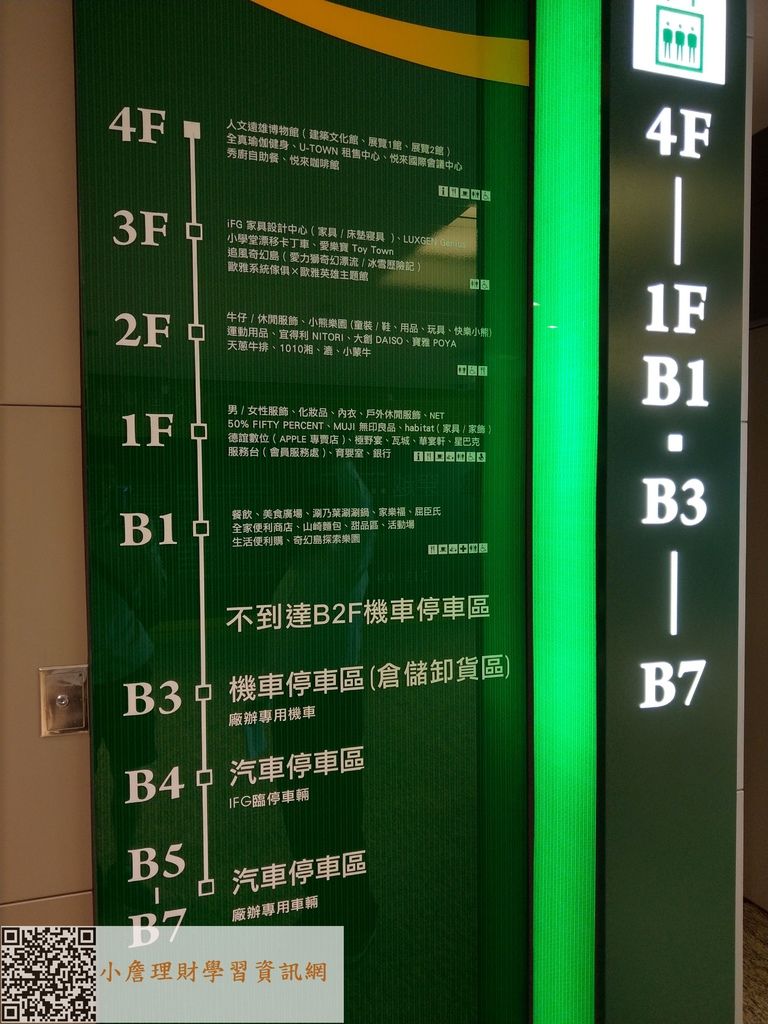 4F
人文遠雄博物館 ( 建築文化館、展覽1館、展覽2館 )
全真瑜伽健身、U-TOWN 租售中心、悦來國際會議中心
秀廚自助餐、悦來咖啡館
3F
iFG 家具設計中心 ( 家具 / 床墊寢具 )、LUXGEN Genius
小學堂漂移卡丁車、愛樂寶 Toy Town
追風奇幻島 ( 愛力獅奇幻漂流 / 冰雪歷險記 )
歐雅系統傢俱×歐雅英雄主題館
2F
牛仔 / 休閒服飾、小熊樂園 (童裝 / 鞋、用品、玩具、快樂小熊)
運動用品、宜得利 NITORI、大創 DAISO、寶雅 POYA
天蔥牛排、1010湘、瀧、小蒙牛
1F
男 / 女性服飾、化妝品、內衣、戶外休閒服飾、NET
50% FIFTY PERCENT、MUJI 無印良品、habitat ( 家具 / 家飾 )
德誼數位 ( APPLE 專賣店 )、極野宴、瓦城、華宴軒、星巴克
服務台 ( 會員服務處 )、育嬰室、銀行
B1
餐飲、美食廣場、涮乃葉涮涮鍋、家樂福、屈臣氏
全家便利商店、山崎麵包、甜品區、活動場
生活便利購、奇幻島探索樂園
不到達B2F機車停車區
B3
機車停車區 (倉儲卸貨區)
廠辦專用機車
B4
汽車停車區
IFG臨停車輛
B5
|
B7
汽車停車區
廠辦專用車輛
4F
|
1F
B1
B3
|
B7
小詹理財學習資訊網